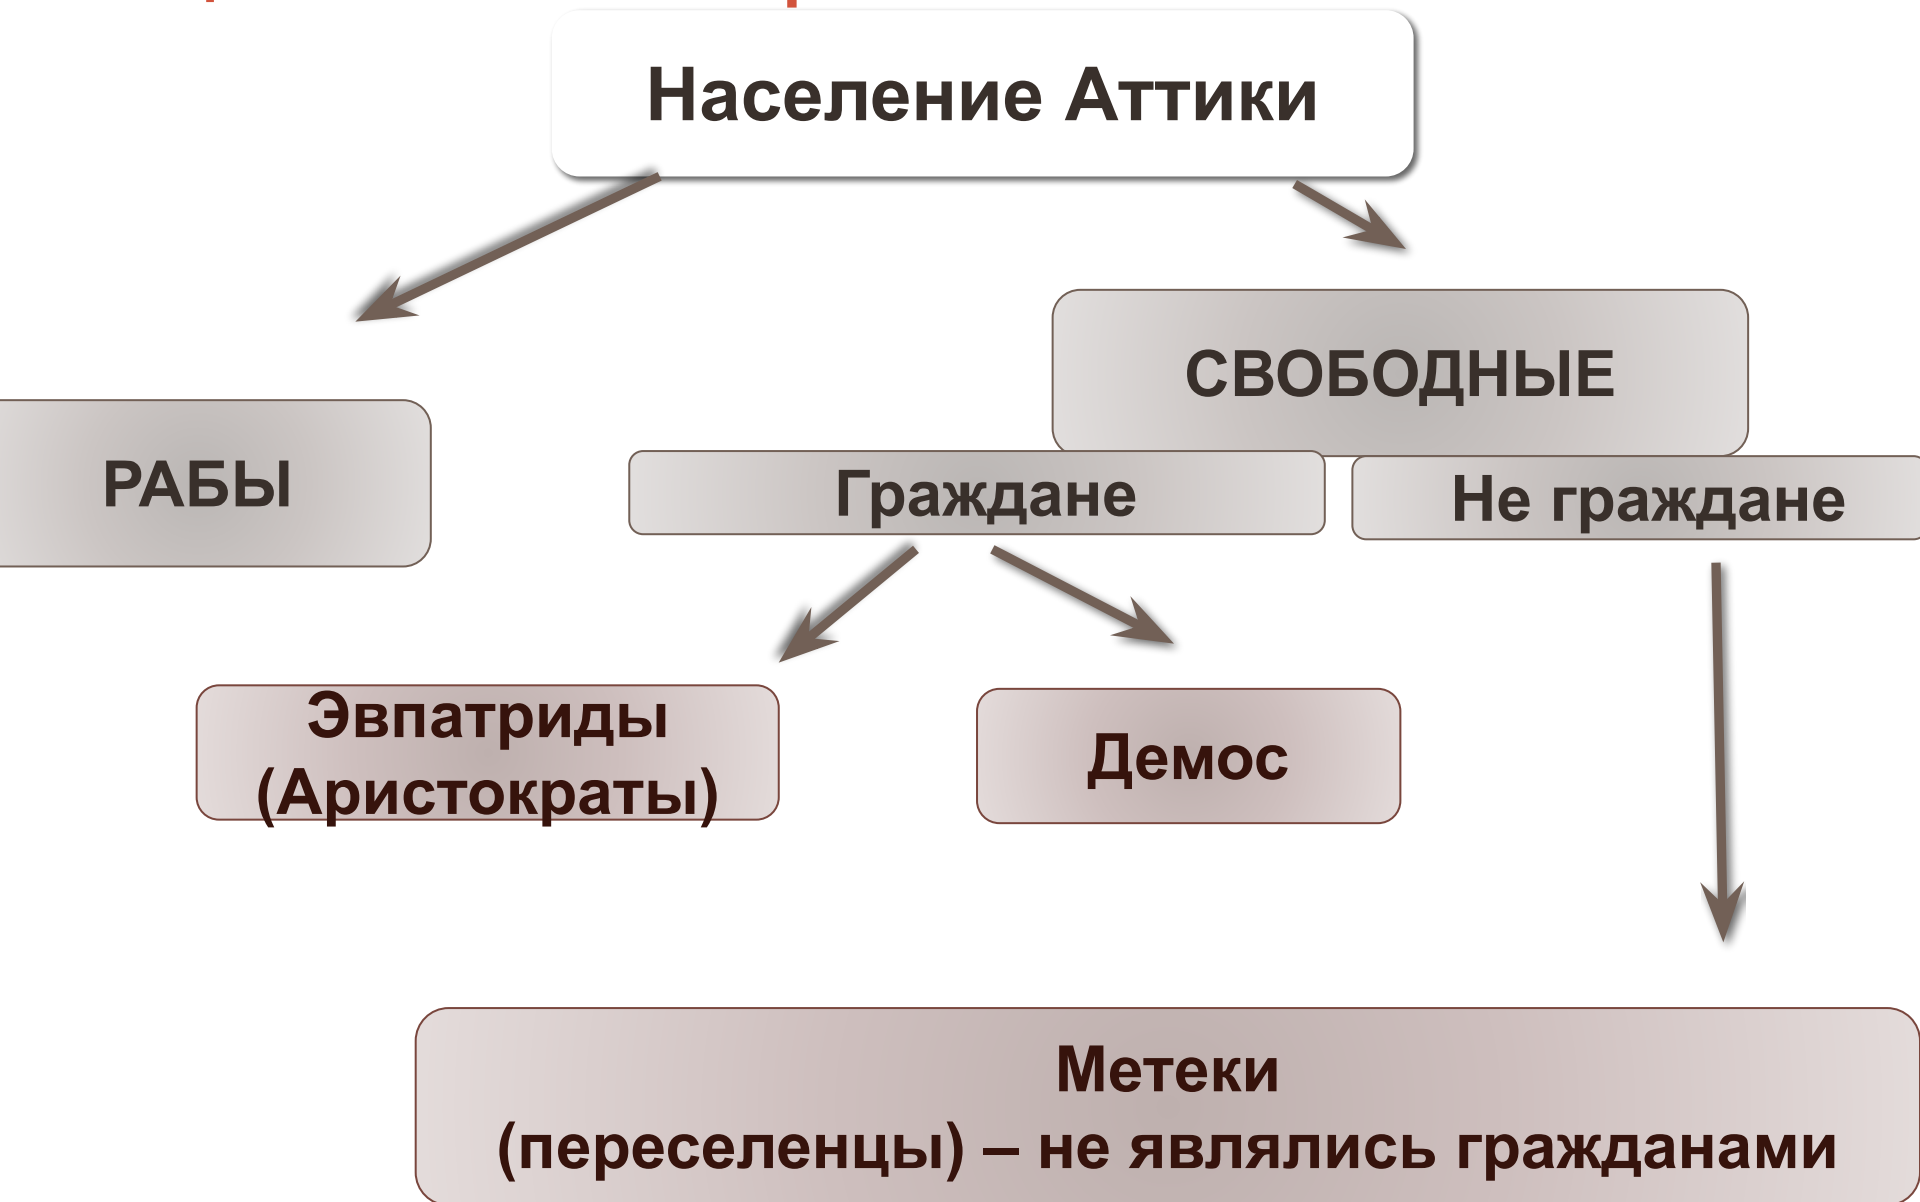 Население Аттики
СВОБОДНЫЕ
РАБЫ
Граждане
Не граждане
Эвпатриды
(Аристократы)
Демос
Метеки
(переселенцы) – не являлись гражданами